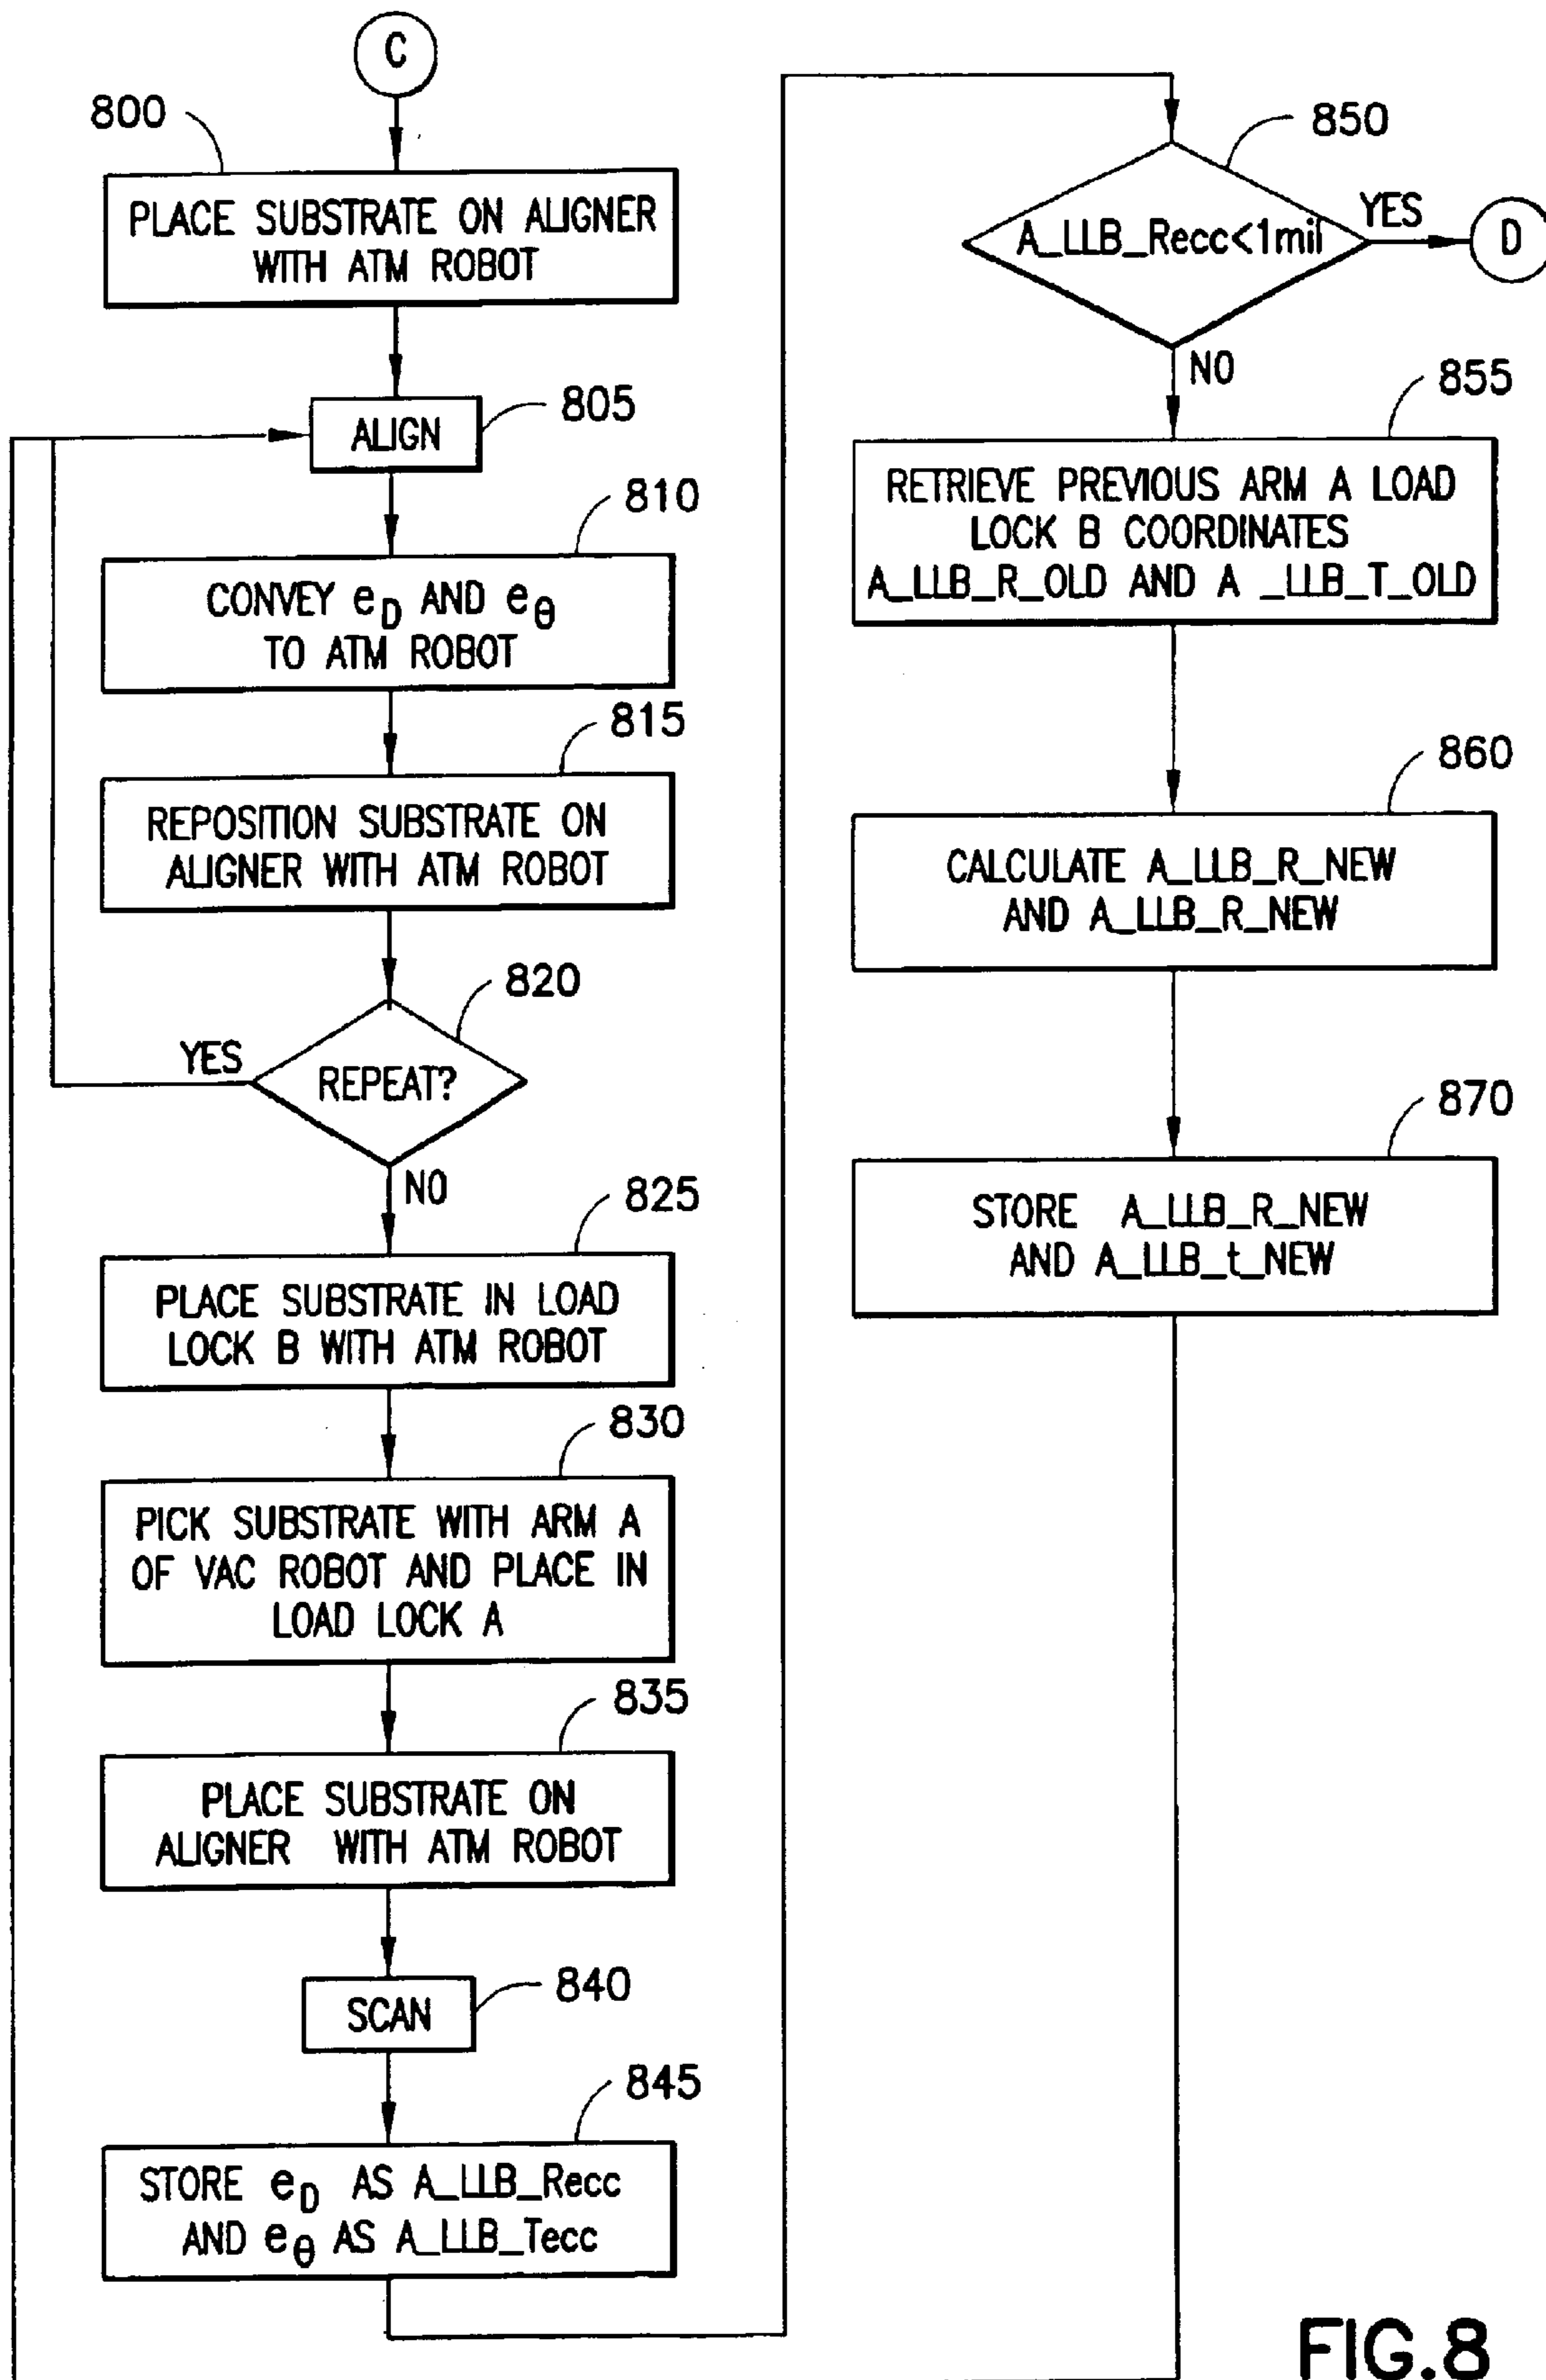 C
800
PLACE SUBSTRATE ON ALIGNER
WITH ATM ROBOT
ALIGN
805
810
CONVEY eD AND eθ
TO ATM ROBOT
815
REPOSITION SUBSTRATE ON
ALIGNER WITH ATM ROBOT
820
YES
REPEAT?
NO
825
PLACE SUBSTRATE IN LOAD
LOCK B WITH ATM ROBOT
830
PICK SUBSTRATE WITH ARM A
OF VAC ROBOT AND PLACE IN
LOAD LOCK A
835
PLACE SUBSTRATE ON
ALIGNER WITH ATM ROBOT
SCAN
840
845
STORE eD AS A_LLB_Recc
AND eθ AS A_LLB_Tecc
850
A_LLB_Recc<1mil
YES
D
NO
855
RETRIEVE PREVIOUS ARM A LOAD
LOCK B COORDINATES
A_LLB_R_OLD AND A _LLB_T_OLD
860
CALCULATE A_LLB_R_NEW
AND A_LLB_R_NEW
870
STORE A_LLB_R_NEW
AND A_LLB_t_NEW
FIG.8